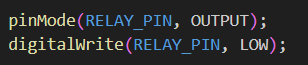 pinMode(RELAY_PIN, OUTPUT);
digitalWrite(RELAY_PIN, LOW);